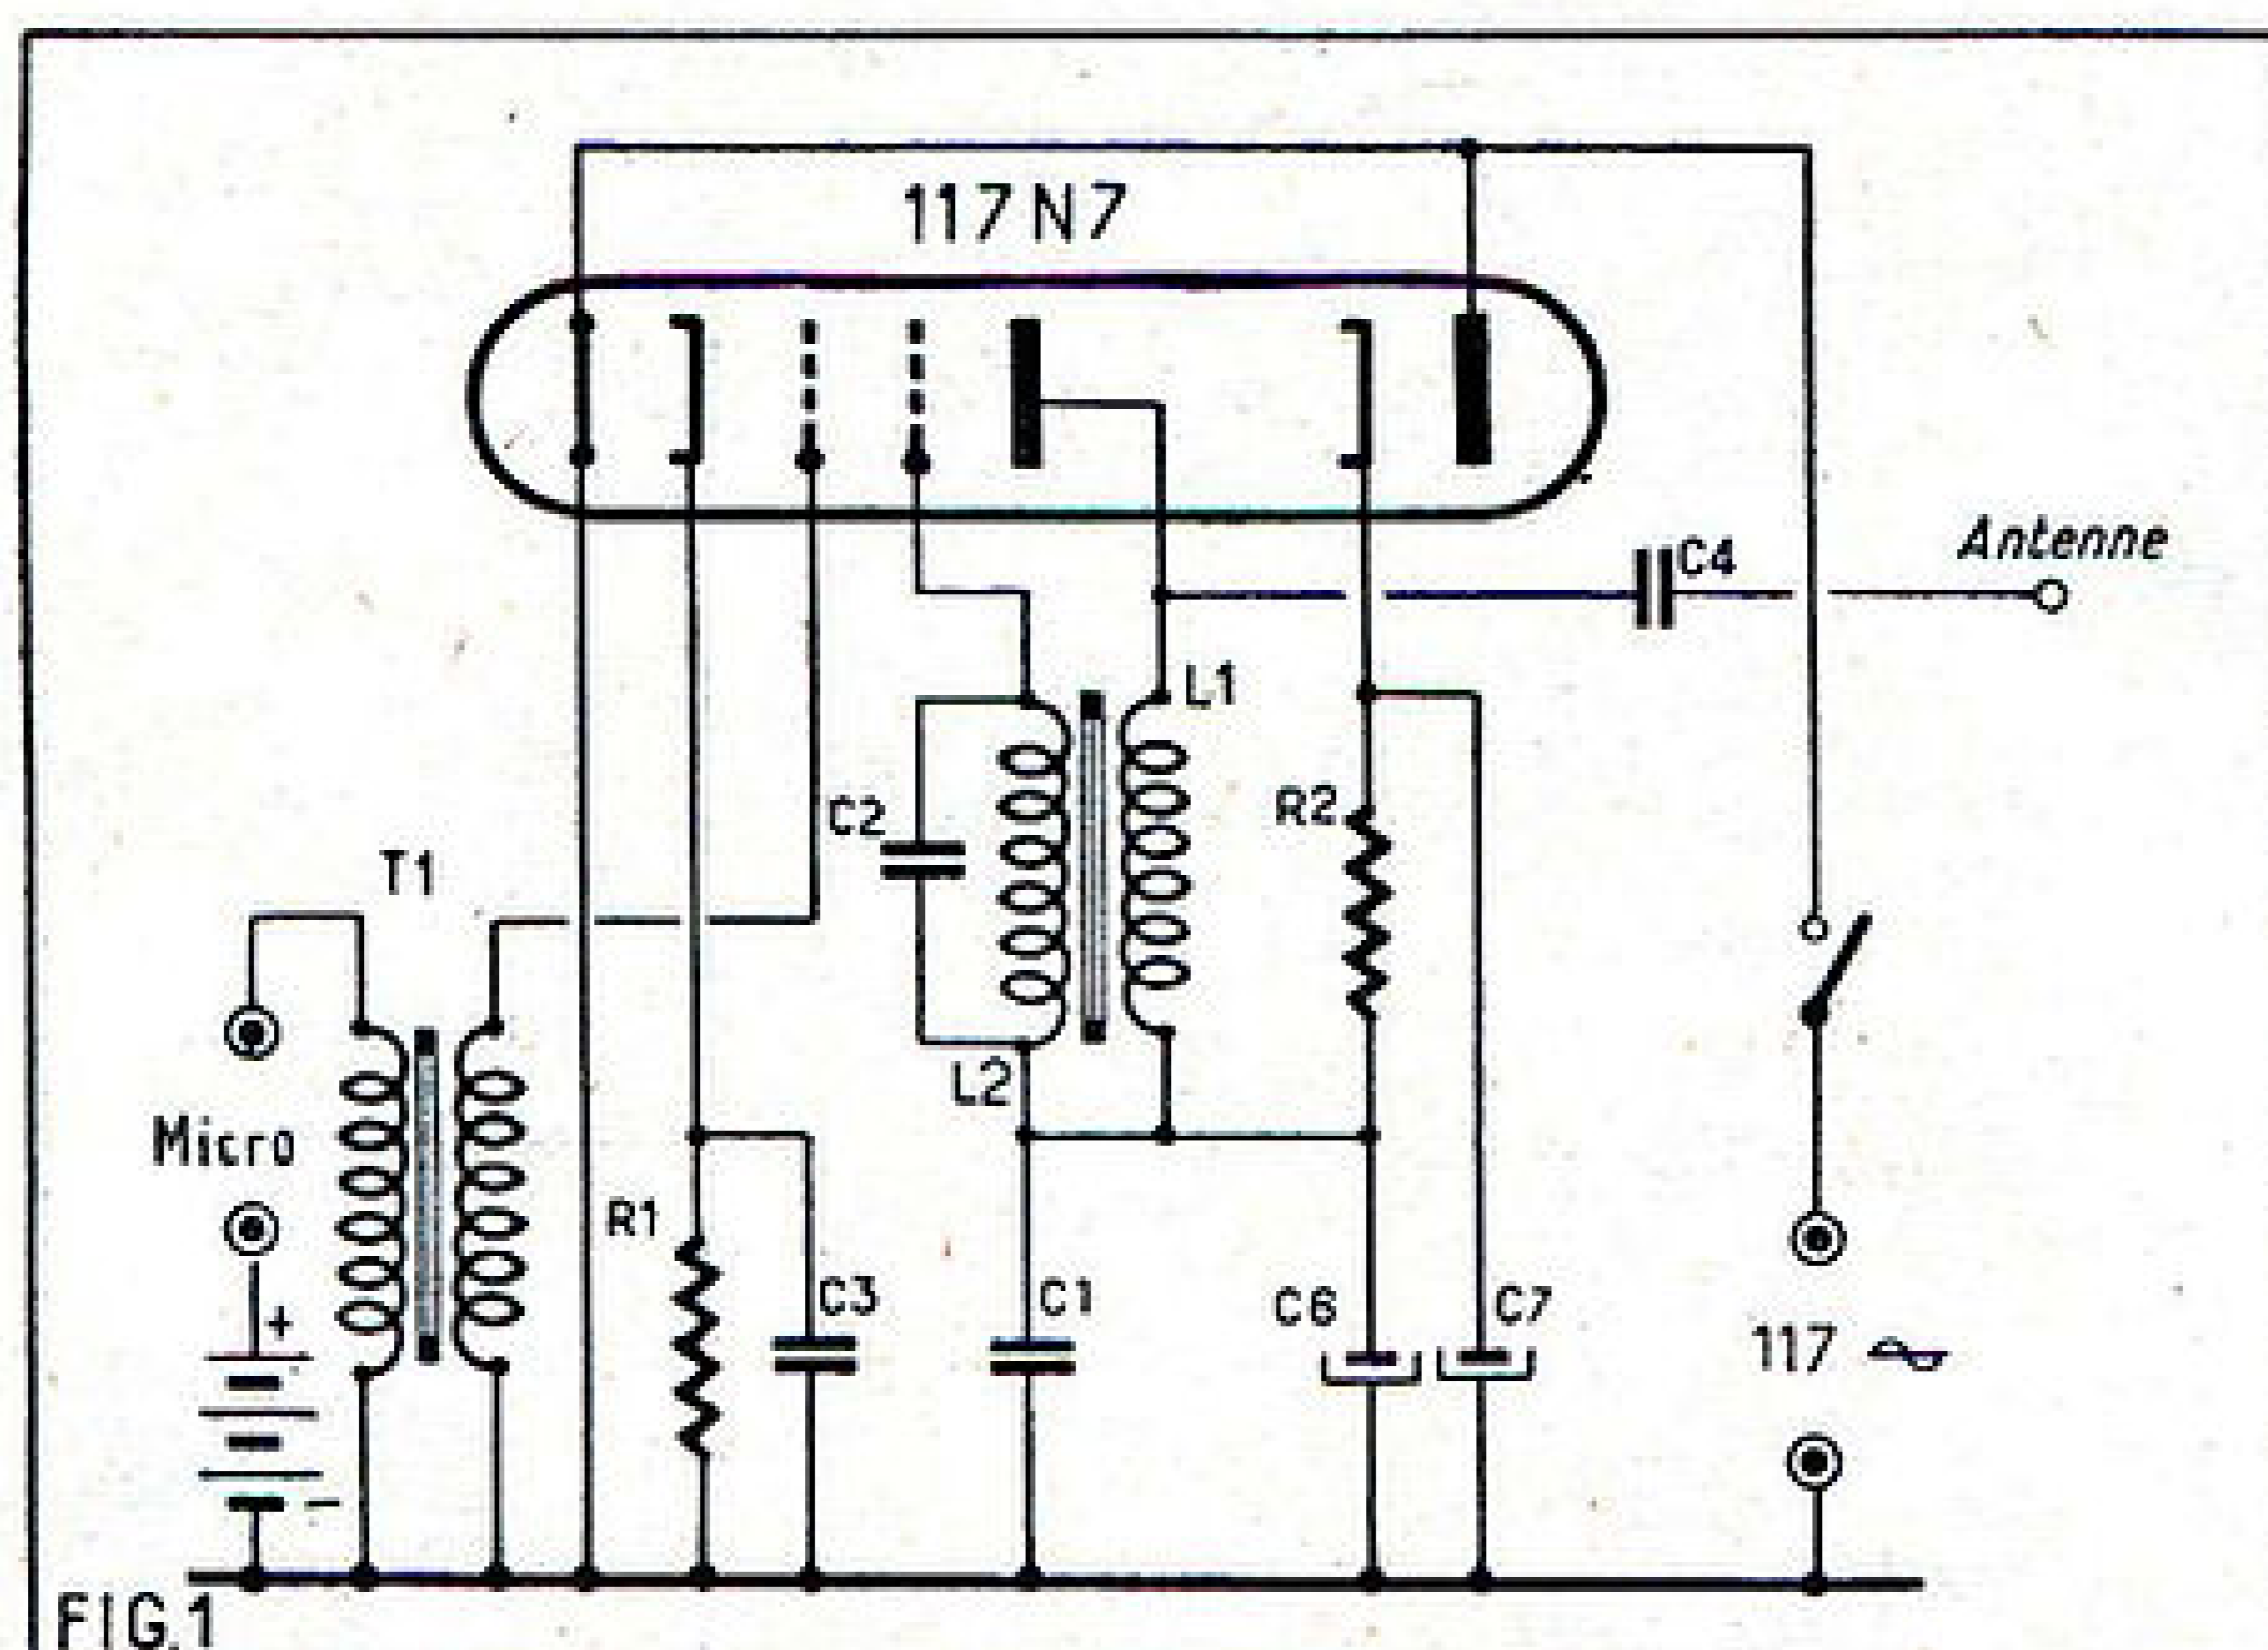 117 N7
Antenne
C4
L1
C2
R2
T1
L2
Micro
R1
C3
C1
C6
C7
+
117 ∿
−
FIG.1